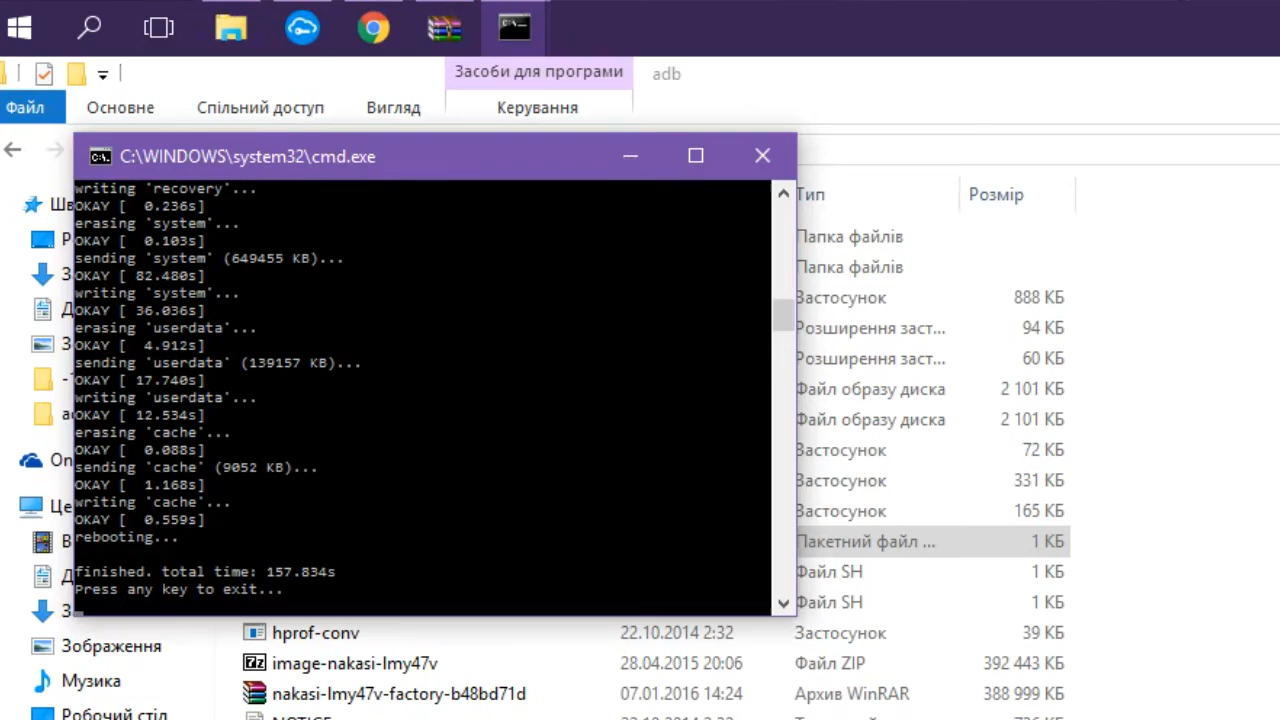 Засоби для програми
adb
Файл
Основне
Спільний доступ
Вигляд
Керування
C:\WINDOWS\system32\cmd.exe
writing 'recovery'...
OKAY [  0.236s]
erasing 'system'...
OKAY [  0.103s]
sending 'system' (649455 KB)...
OKAY [ 82.480s]
writing 'system'...
OKAY [ 36.036s]
erasing 'userdata'...
OKAY [  4.912s]
sending 'userdata' (139157 KB)...
OKAY [ 17.740s]
writing 'userdata'...
OKAY [ 12.534s]
erasing 'cache'...
OKAY [  0.088s]
sending 'cache' (9052 KB)...
OKAY [  1.168s]
writing 'cache'...
OKAY [  0.559s]
rebooting...
finished. total time: 157.834s
Press any key to exit...
Тип Розмір
Папка файлів
Папка файлів
Застосунок 888 КБ
Розширення заст... 94 КБ
Розширення заст... 60 КБ
Файл образу диска 2 101 КБ
Файл образу диска 2 101 КБ
Застосунок 72 КБ
Застосунок 331 КБ
Застосунок 165 КБ
Пакетний файл ... 1 КБ
Файл SH 1 КБ
Файл SH 1 КБ
hprof-conv 22.10.2014 2:32 Застосунок 39 КБ
image-nakasi-lmy47v 28.04.2015 20:06 Файл ZIP 392 443 КБ
nakasi-lmy47v-factory-b48bd71d 07.01.2016 14:24 Архив WinRAR 388 999 КБ
Зображення
Музика
Робочий стіл